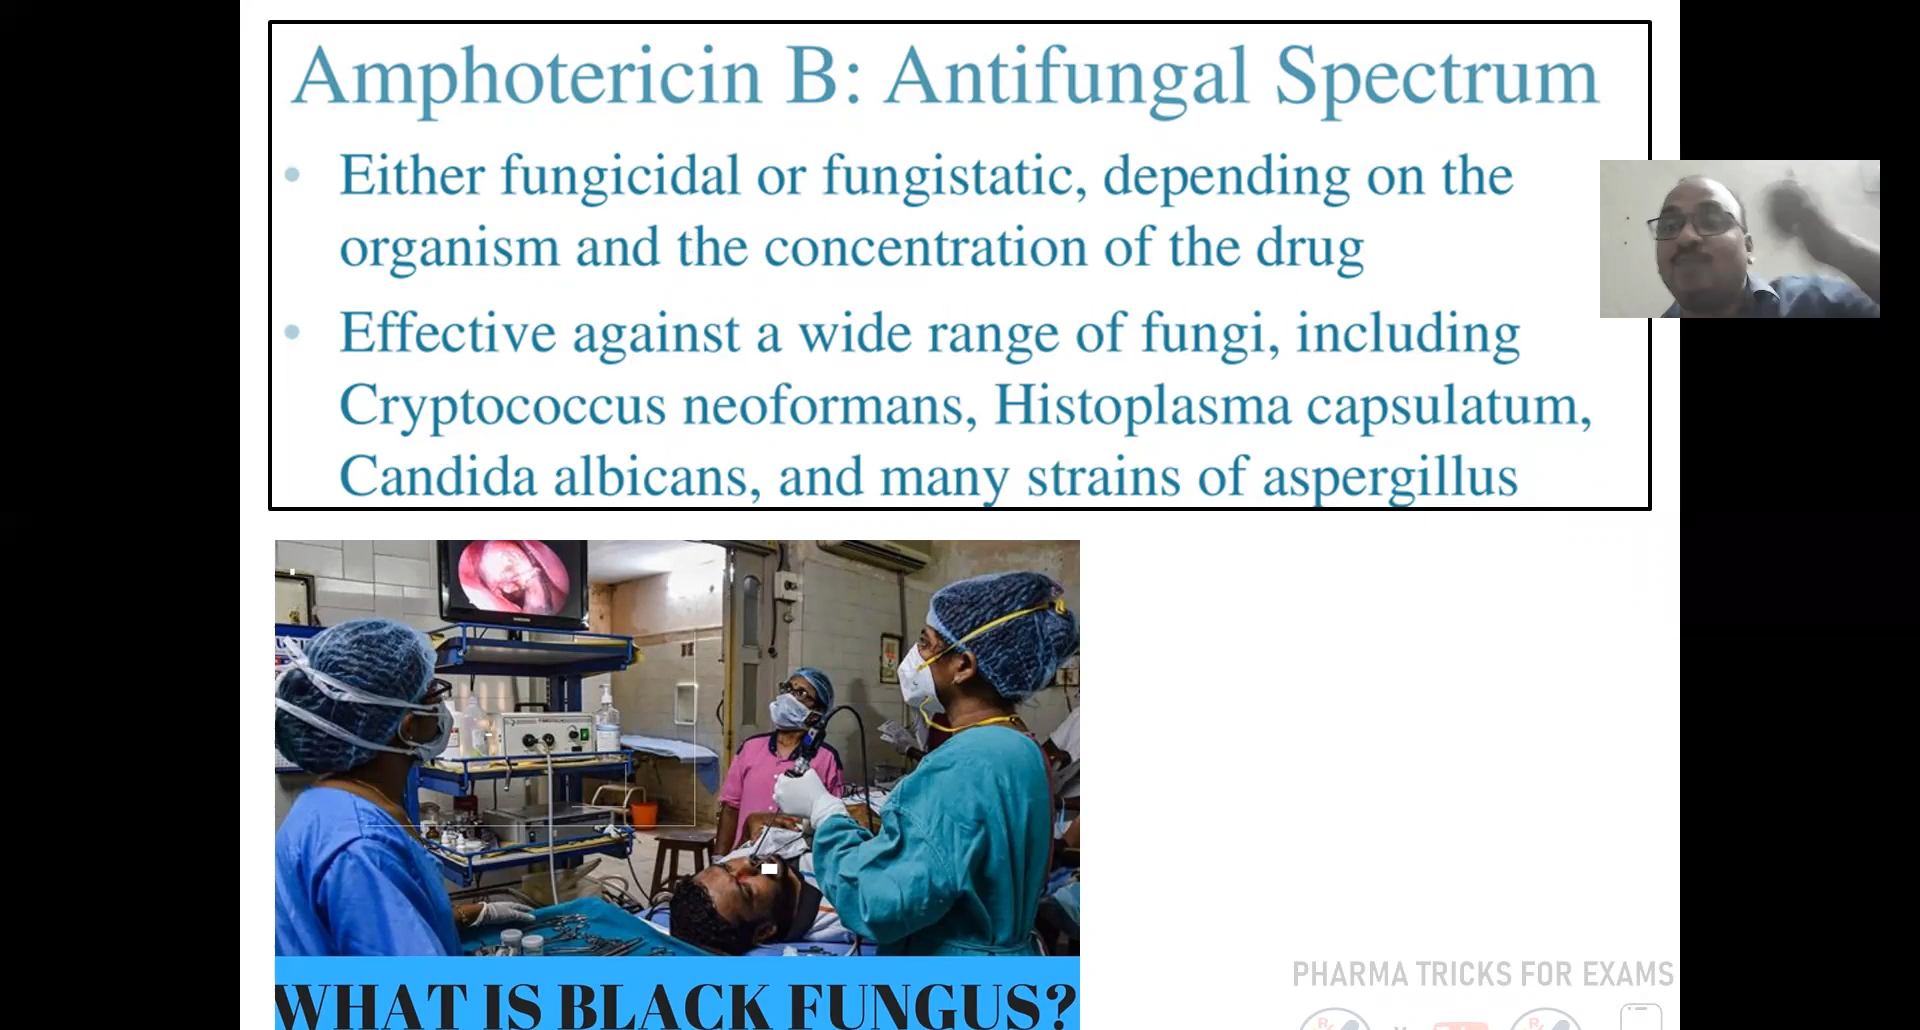 Amphotericin B: Antifungal Spectrum
• Either fungicidal or fungistatic, depending on the
organism and the concentration of the drug
• Effective against a wide range of fungi, including
Cryptococcus neoformans, Histoplasma capsulatum,
Candida albicans, and many strains of aspergillus
WHAT IS BLACK FUNGUS?
PHARMA TRICKS FOR EXAMS